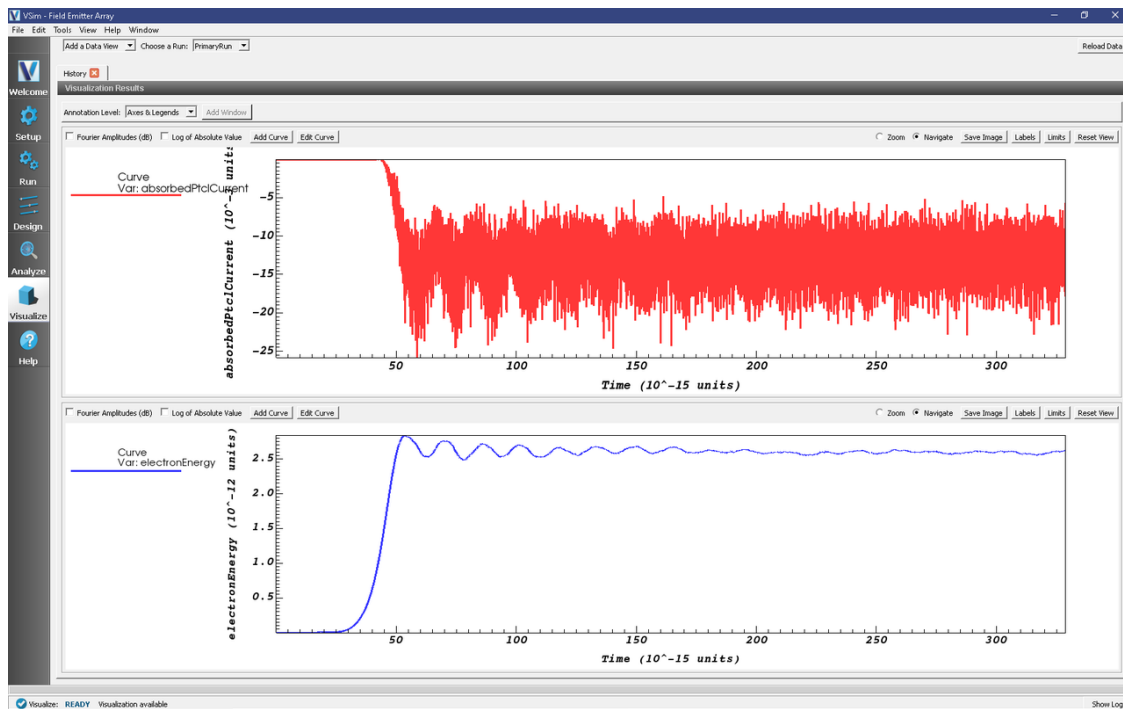 VSim - Field Emitter Array
File Edit Tools View Help Window
Add a Data View Choose a Run: PrimaryRun Reload Data
Welcome
Setup
Run
Design
Analyze
Visualize
Help
History
Visualization Results
Annotation Level: Axes & Legends Add Window
Fourier Amplitudes (dB) Log of Absolute Value Add Curve Edit Curve Zoom Navigate Save Image Labels Limits Reset View
Curve
Var: absorbedPtclCurrent
absorbedPtclCurrent (10^- units)
-5
-10
-15
-20
-25
50 100 150 200 250 300
Time (10^-15 units)
Fourier Amplitudes (dB) Log of Absolute Value Add Curve Edit Curve Zoom Navigate Save Image Labels Limits Reset View
Curve
Var: electronEnergy
electronEnergy (10^-12 units)
2.5
2.0
1.5
1.0
0.5
50 100 150 200 250 300
Time (10^-15 units)
Visualize: READY Visualization available Show Log